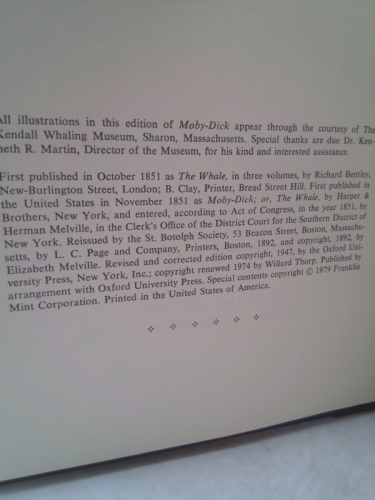 All illustrations in this edition of Moby-Dick appear through the courtesy of The
Kendall Whaling Museum, Sharon, Massachusetts. Special thanks are due Dr. Ken-
neth R. Martin, Director of the Museum, for his kind and interested assistance.
First published in October 1851 as The Whale, in three volumes, by Richard Bentley,
New-Burlington Street, London; B. Clay, Printer, Bread Street Hill. First published in
the United States in November 1851 as Moby-Dick; or, The Whale, by Harper &
Brothers, New York, and entered, according to Act of Congress, in the year 1851, by
Herman Melville, in the Clerk's Office of the District Court for the Southern District of
New York. Reissued by the St. Botolph Society, 53 Beacon Street, Boston, Massachu-
setts, by L. C. Page and Company, Printers, Boston, 1892, and copyright, 1892, by
Elizabeth Melville. Revised and corrected edition copyright, 1947, by the Oxford Uni-
versity Press, New York, Inc.; copyright renewed 1974 by Willard Thorp. Published by
arrangement with Oxford University Press. Special contents copyright © 1979 Franklin
Mint Corporation. Printed in the United States of America.